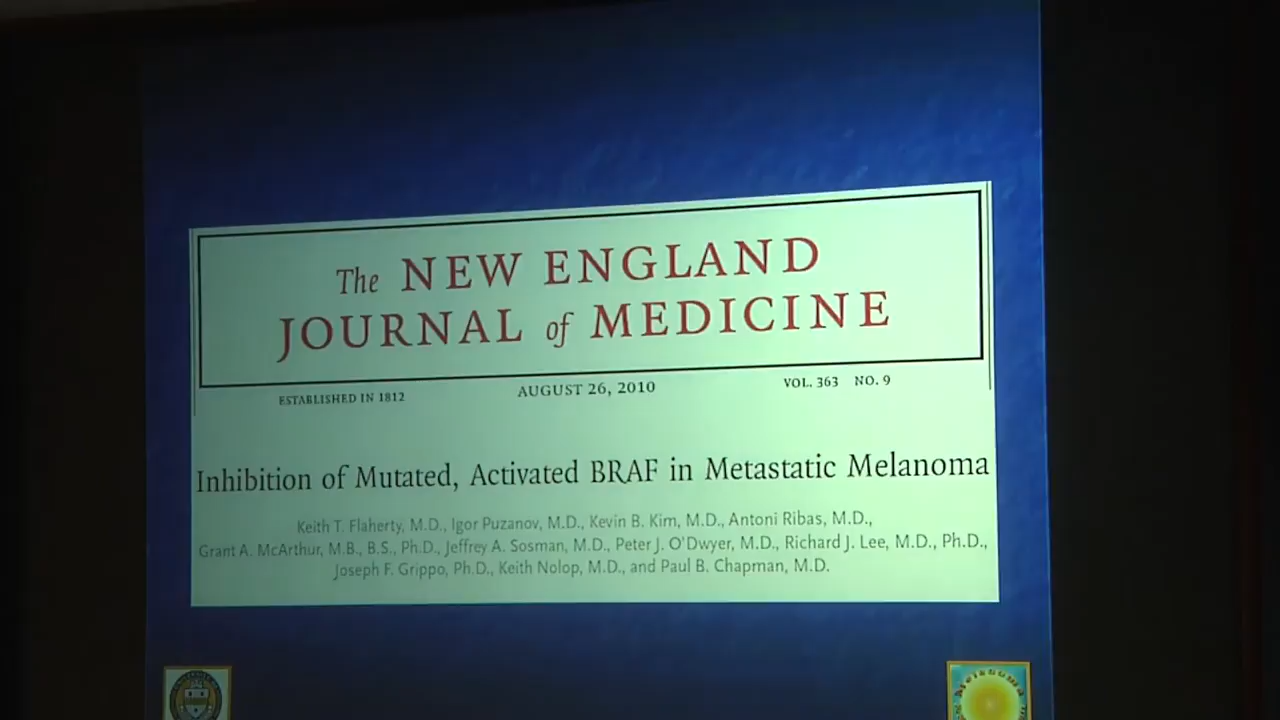 The NEW ENGLAND
JOURNAL of MEDICINE
ESTABLISHED IN 1812 AUGUST 26, 2010 VOL. 363 NO. 9
Inhibition of Mutated, Activated BRAF in Metastatic Melanoma
Keith T. Flaherty, M.D., Igor Puzanov, M.D., Kevin B. Kim, M.D., Antoni Ribas, M.D.,
Grant A. McArthur, M.B., B.S., Ph.D., Jeffrey A. Sosman, M.D., Peter J. O'Dwyer, M.D., Richard J. Lee, M.D., Ph.D.,
Joseph F. Grippo, Ph.D., Keith Nolop, M.D., and Paul B. Chapman, M.D.
Melanoma